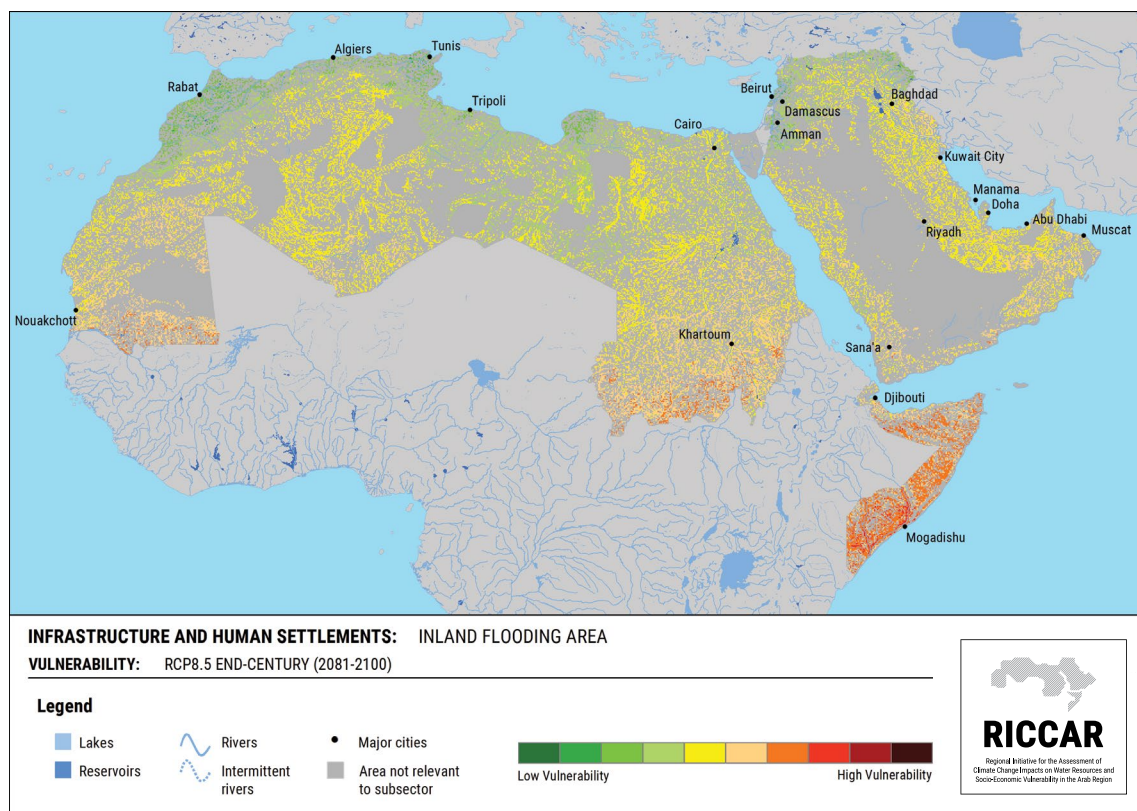 Algiers
Tunis
Rabat
Tripoli
Beirut
Baghdad
Damascus
Cairo
Amman
Kuwait City
Manama
Doha
Abu Dhabi
Riyadh
Muscat
Nouakchott
Khartoum
Sana'a
Djibouti
Mogadishu
INFRASTRUCTURE AND HUMAN SETTLEMENTS: INLAND FLOODING AREA
VULNERABILITY: RCP8.5 END-CENTURY (2081-2100)
Legend
Lakes
Rivers
Major cities
Reservoirs
Intermittent
rivers
Area not relevant
to subsector
Low Vulnerability
High Vulnerability
RICCAR
Regional Initiative for the Assessment of
Climate Change Impacts on Water Resources and
Socio-Economic Vulnerability in the Arab Region